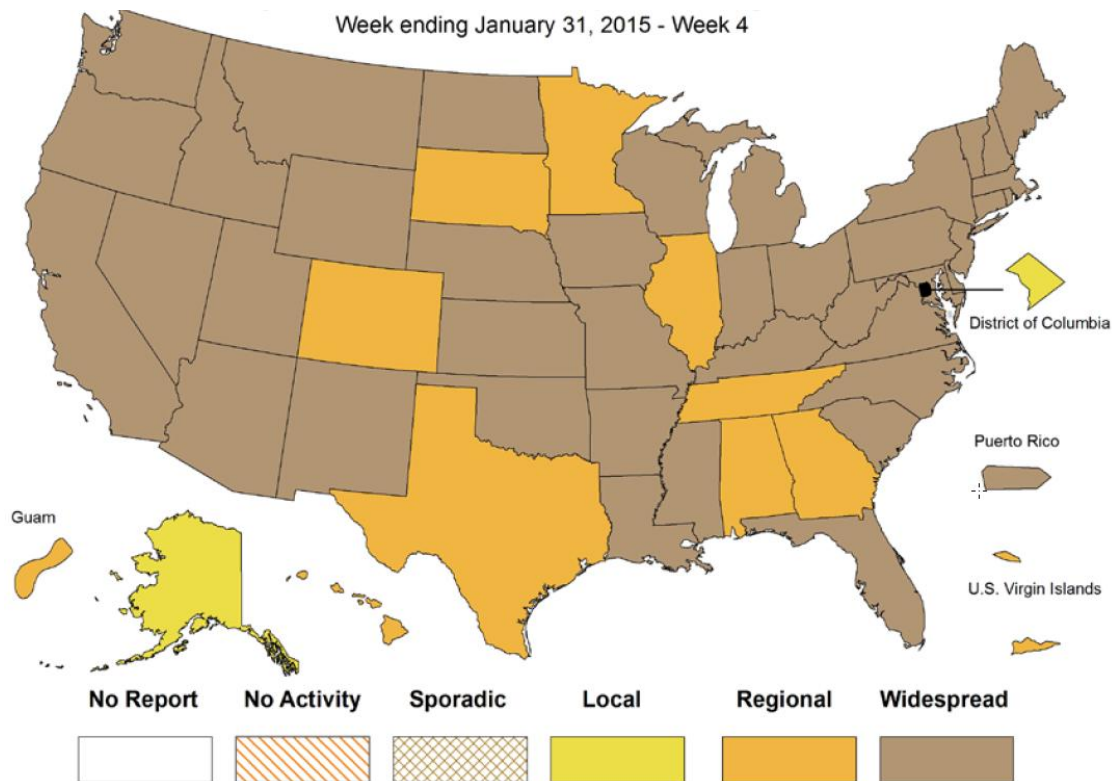 Week ending January 31, 2015 - Week 4
District of Columbia
Puerto Rico
Guam
U.S. Virgin Islands
No Report No Activity Sporadic Local Regional Widespread